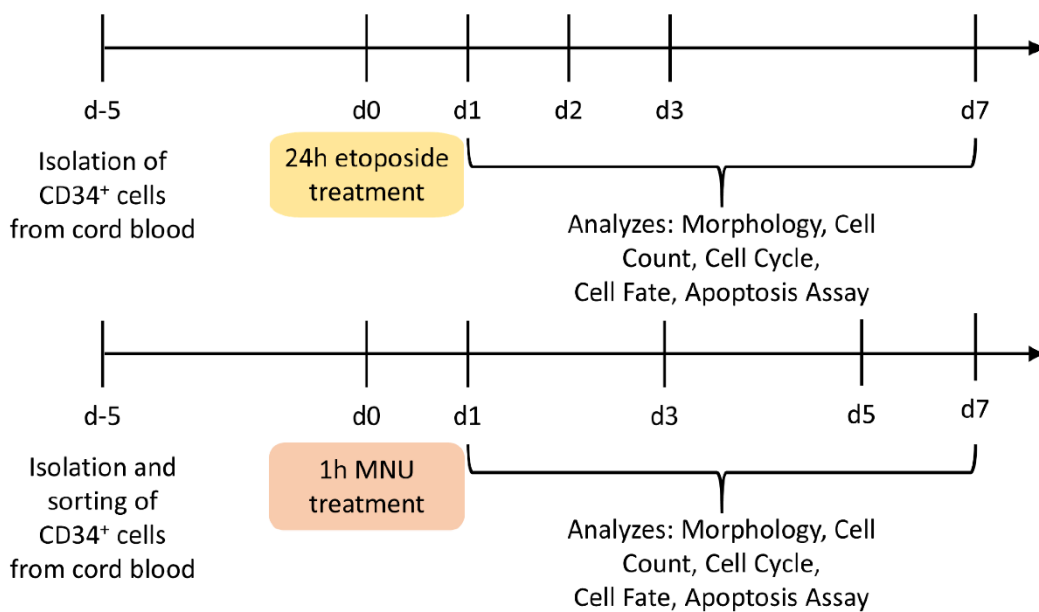 d-5 d0 d1 d2 d3 d7
Isolation of
CD34⁺ cells
from cord blood
24h etoposide
treatment
Analyzes: Morphology, Cell
Count, Cell Cycle,
Cell Fate, Apoptosis Assay
d-5 d0 d1 d3 d5 d7
Isolation and
sorting of
CD34⁺ cells
from cord blood
1h MNU
treatment
Analyzes: Morphology, Cell
Count, Cell Cycle,
Cell Fate, Apoptosis Assay